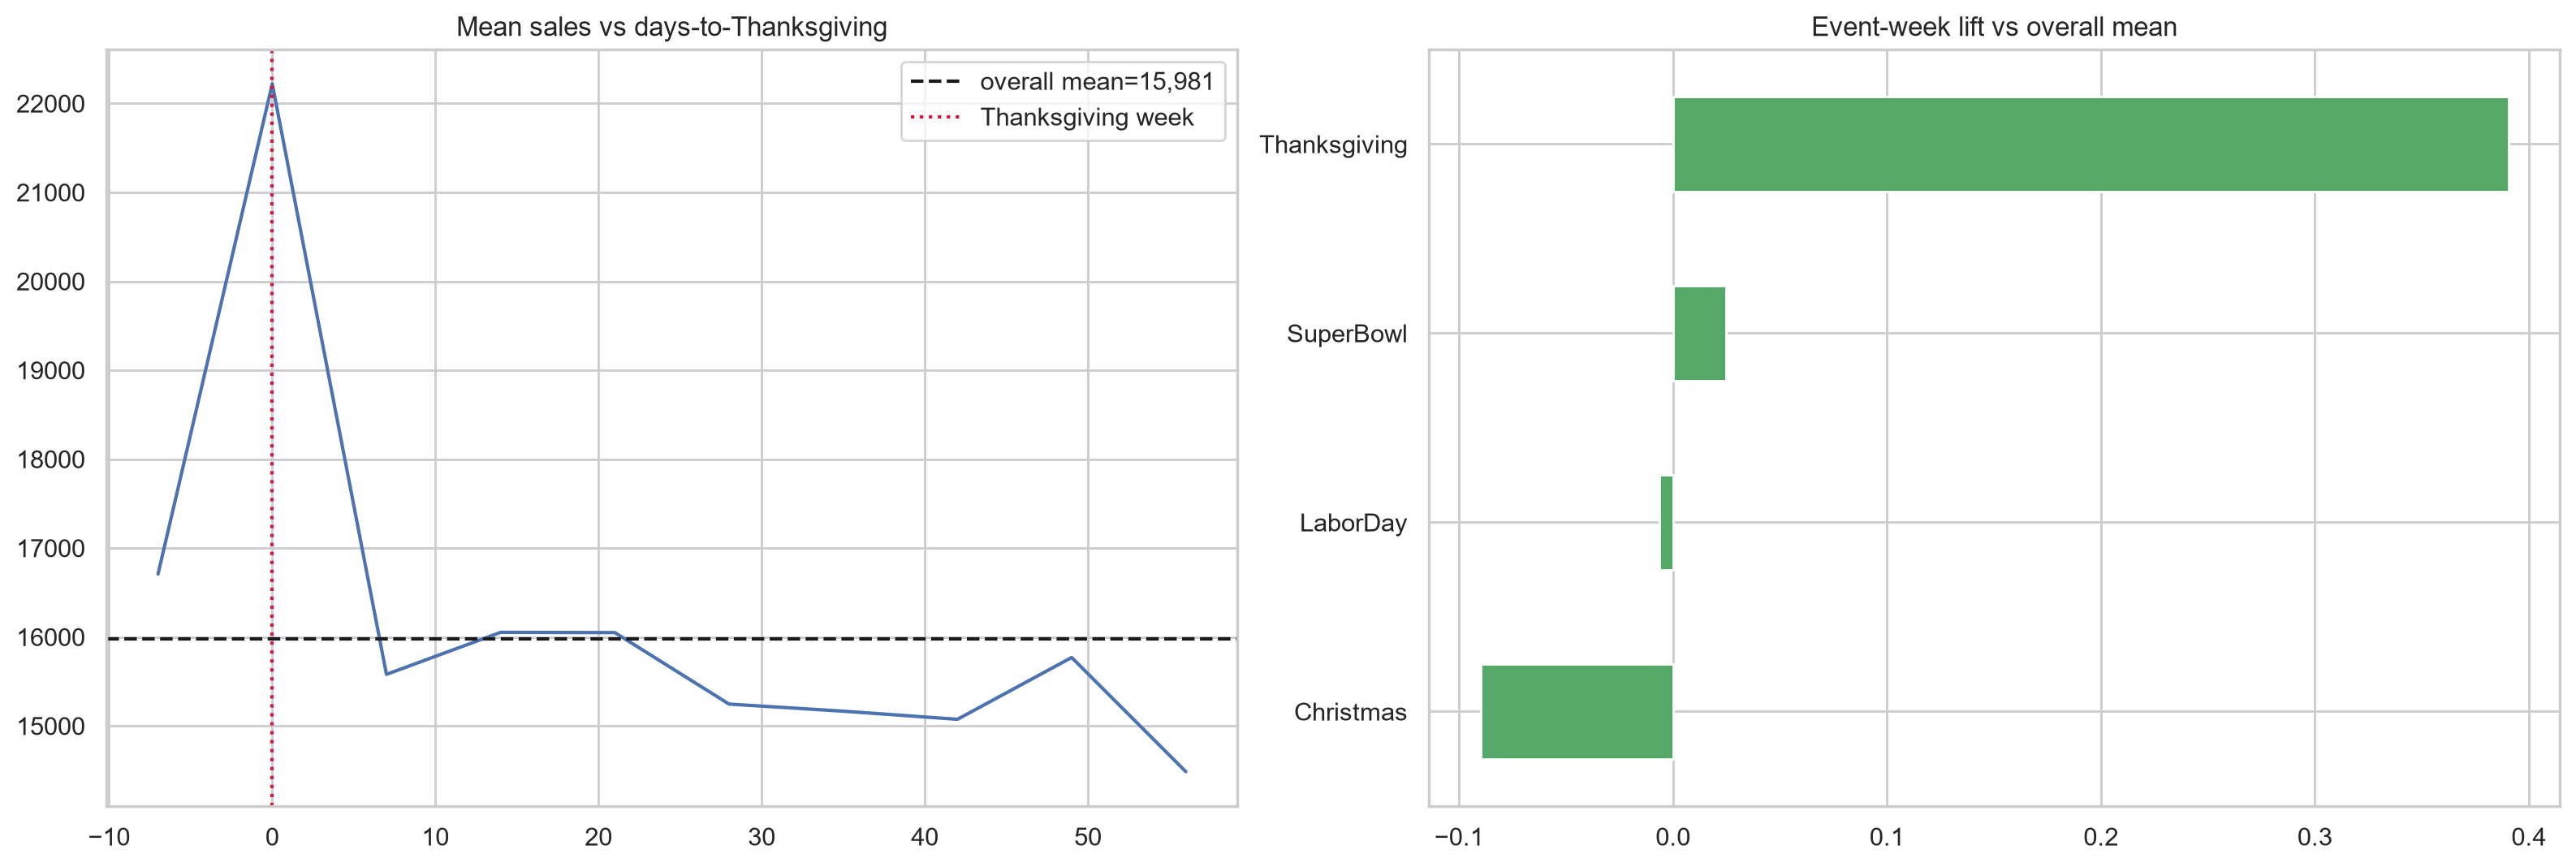 Mean sales vs days-to-Thanksgiving
22000
21000
20000
19000
18000
17000
16000
15000
overall mean=15,981
Thanksgiving week
−10 0 10 20 30 40 50
Event-week lift vs overall mean
Thanksgiving
SuperBowl
LaborDay
Christmas
−0.1 0.0 0.1 0.2 0.3 0.4